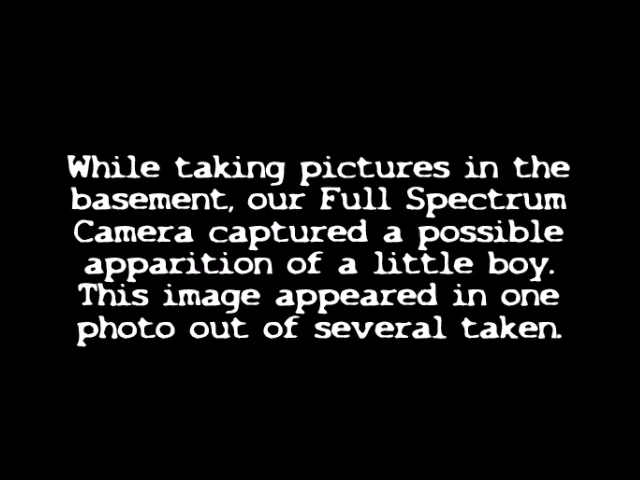 While taking pictures in the
basement, our Full Spectrum
Camera captured a possible
apparition of a little boy.
This image appeared in one
photo out of several taken.